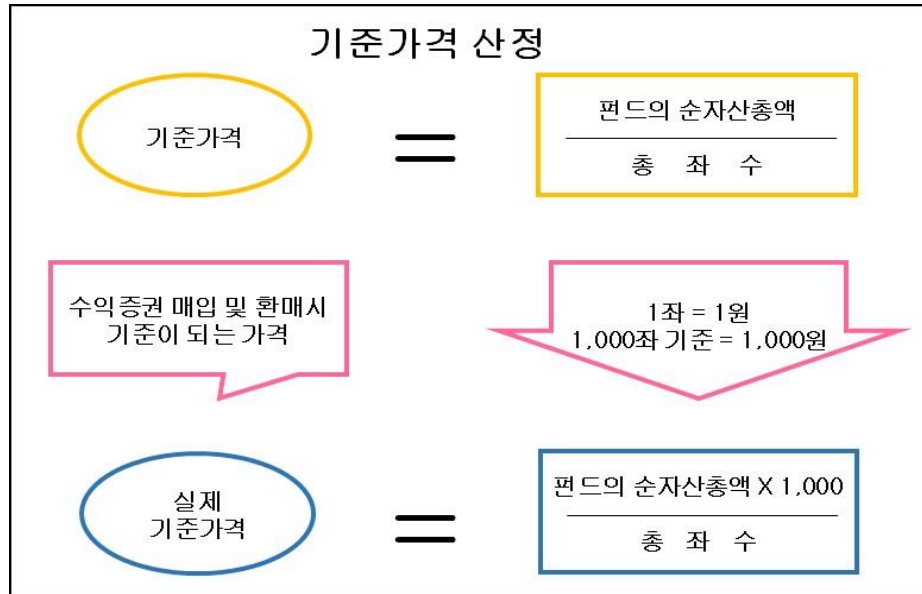 기준가격 산정
기준가격
=
펀드의 순자산총액
총 좌 수
수익증권 매입 및 환매시
기준이 되는 가격
1좌 = 1원
1,000좌 기준 = 1,000원
실제
기준가격
=
펀드의 순자산총액 X 1,000
총 좌 수